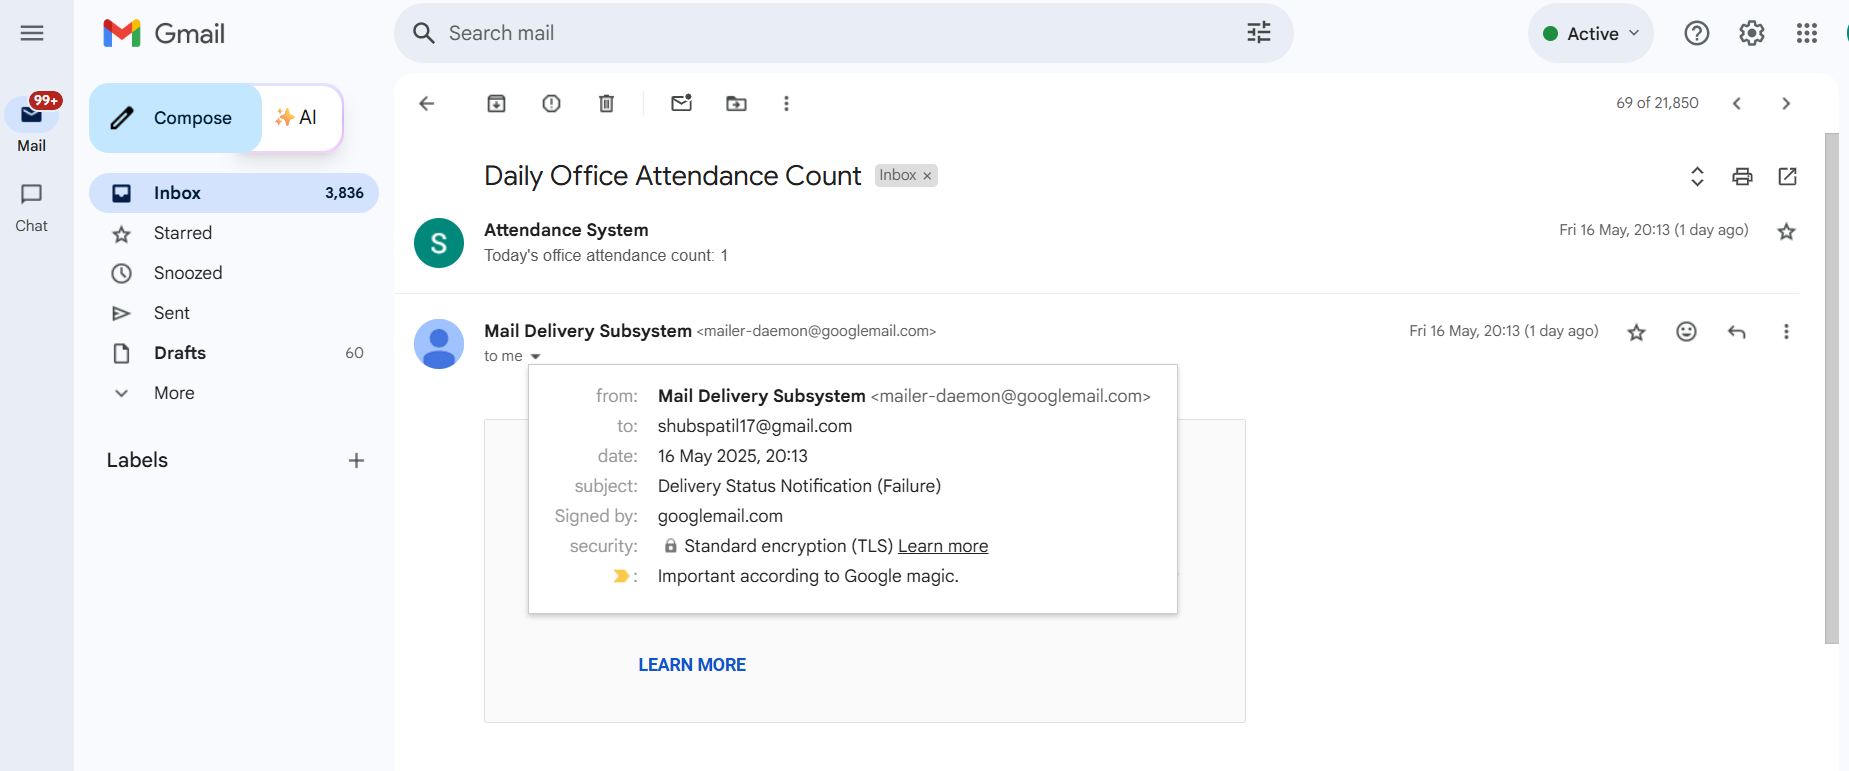 Gmail
Search mail
Active
99+
Mail
Chat
Compose
AI
Inbox 3,836
Starred
Snoozed
Sent
Drafts 60
More
Labels
69 of 21,850
Daily Office Attendance Count Inbox ×
S
Attendance System Fri 16 May, 20:13 (1 day ago)
Today's office attendance count: 1
Mail Delivery Subsystem <mailer-daemon@googlemail.com> Fri 16 May, 20:13 (1 day ago)
to me
from: Mail Delivery Subsystem <mailer-daemon@googlemail.com>
to: shubspatil17@gmail.com
date: 16 May 2025, 20:13
subject: Delivery Status Notification (Failure)
Signed by: googlemail.com
security: Standard encryption (TLS) Learn more
: Important according to Google magic.
LEARN MORE